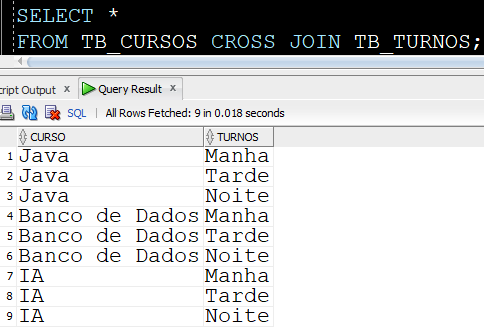 SELECT *
FROM TB_CURSOS CROSS JOIN TB_TURNOS;
cript Output x Query Result x
SQL | All Rows Fetched: 9 in 0.018 seconds
CURSO TURNOS
1 Java Manha
2 Java Tarde
3 Java Noite
4 Banco de Dados Manha
5 Banco de Dados Tarde
6 Banco de Dados Noite
7 IA Manha
8 IA Tarde
9 IA Noite